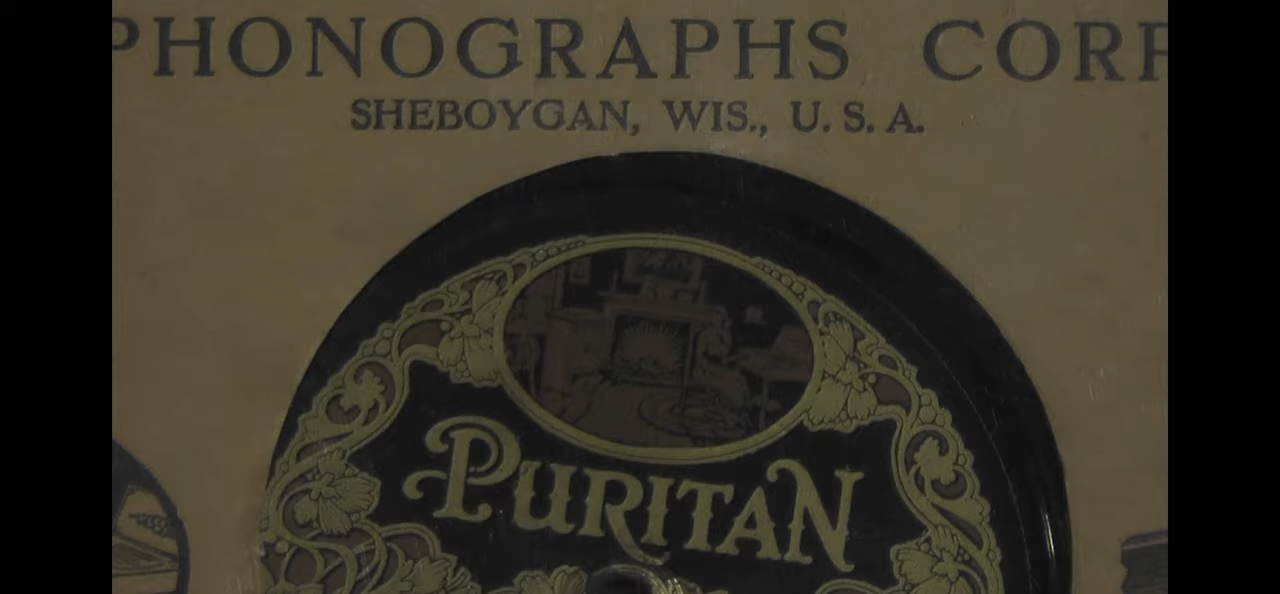 PHONOGRAPHS CORP
SHEBOYGAN, WIS., U. S. A.
PURITAN